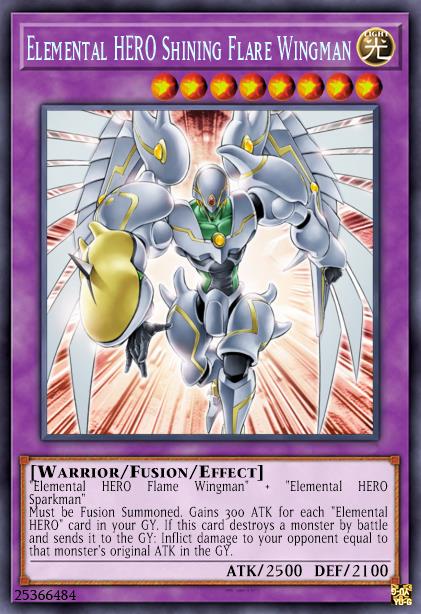 Elemental HERO Shining Flare Wingman
LIGHT
光
[Warrior/Fusion/Effect]
"Elemental HERO Flame Wingman" + "Elemental HERO
Sparkman"
Must be Fusion Summoned. Gains 300 ATK for each "Elemental
HERO" card in your GY. If this card destroys a monster by battle
and sends it to the GY: Inflict damage to your opponent equal to
that monster's original ATK in the GY.
ATK/2500 DEF/2100
25366484